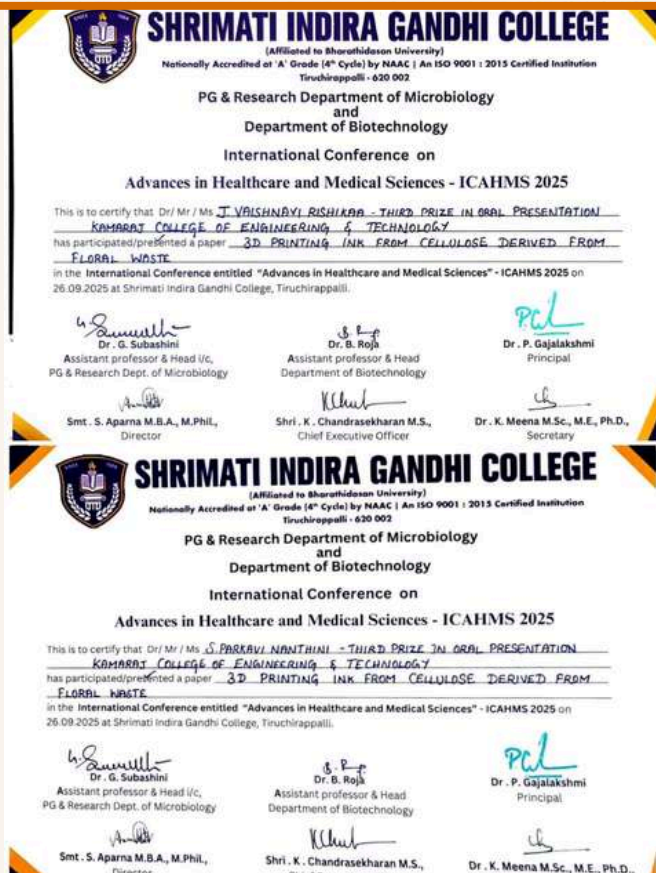 SHRIMATI INDIRA GANDHI COLLEGE
(Affiliated to Bharathidasan University)
Nationally Accredited at 'A' Grade (4th Cycle) by NAAC | An ISO 9001 : 2015 Certified Institution
Tiruchirappalli - 620 002
PG & Research Department of Microbiology
and
Department of Biotechnology
International Conference on
Advances in Healthcare and Medical Sciences - ICAHMS 2025
This is to certify that Dr/ Mr / Ms J VAISHNAVI RISHIKAA - THIRD PRIZE IN ORAL PRESENTATION
KAMARAJ COLLEGE OF ENGINEERING & TECHNOLOGY
has participated/presented a paper 3D PRINTING INK FROM CELLULOSE DERIVED FROM
FLORAL WASTE
in the International Conference entitled "Advances in Healthcare and Medical Sciences" - ICAHMS 2025 on
26.09.2025 at Shrimati Indira Gandhi College, Tiruchirappalli.
Dr. G. Subashini Dr. B. Roja Dr. P. Gajalakshmi
Assistant professor & Head i/c, Assistant professor & Head Principal
PG & Research Dept. of Microbiology Department of Biotechnology
Smt. S. Aparna M.B.A., M.Phil., Shri. K. Chandrasekharan M.S., Dr. K. Meena M.Sc., M.E., Ph.D.,
Director Chief Executive Officer Secretary
SHRIMATI INDIRA GANDHI COLLEGE
(Affiliated to Bharathidasan University)
Nationally Accredited at 'A' Grade (4th Cycle) by NAAC | An ISO 9001 : 2015 Certified Institution
Tiruchirappalli - 620 002
PG & Research Department of Microbiology
and
Department of Biotechnology
International Conference on
Advances in Healthcare and Medical Sciences - ICAHMS 2025
This is to certify that Dr/ Mr / Ms S. PARKAVI NANTHINI - THIRD PRIZE IN ORAL PRESENTATION
KAMARAJ COLLEGE OF ENGINEERING & TECHNOLOGY
has participated/presented a paper 3D PRINTING INK FROM CELLULOSE DERIVED FROM
FLORAL WASTE
in the International Conference entitled "Advances in Healthcare and Medical Sciences" - ICAHMS 2025 on
26.09.2025 at Shrimati Indira Gandhi College, Tiruchirappalli.
Dr. G. Subashini Dr. B. Roja Dr. P. Gajalakshmi
Assistant professor & Head i/c, Assistant professor & Head Principal
PG & Research Dept. of Microbiology Department of Biotechnology
Smt. S. Aparna M.B.A., M.Phil., Shri. K. Chandrasekharan M.S., Dr. K. Meena M.Sc., M.E., Ph.D.,